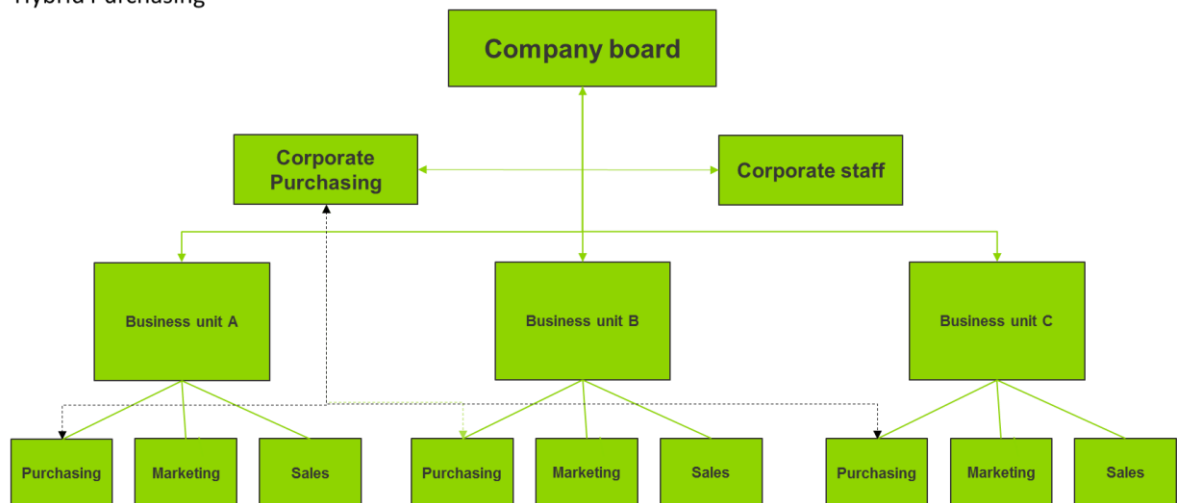 Hybrid Purchasing
Company board
Corporate
Purchasing
Corporate staff
Business unit A
Business unit B
Business unit C
Purchasing
Marketing
Sales
Purchasing
Marketing
Sales
Purchasing
Marketing
Sales